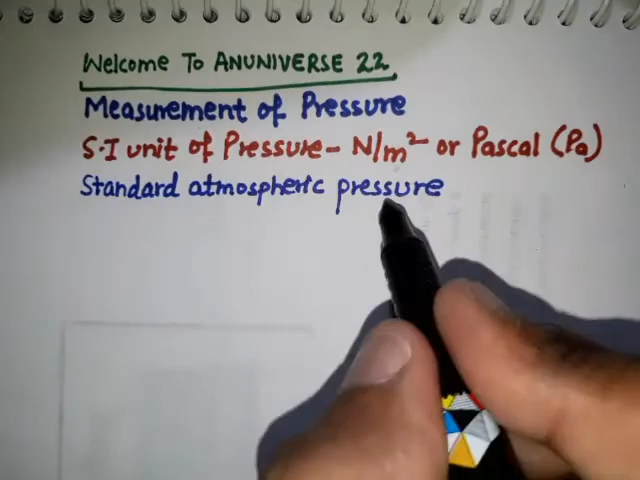 Welcome To ANUNIVERSE 22
Measurement of Pressure
S.I unit of Pressure- N/m² or Pascal (Pa)
Standard atmospheric pressure